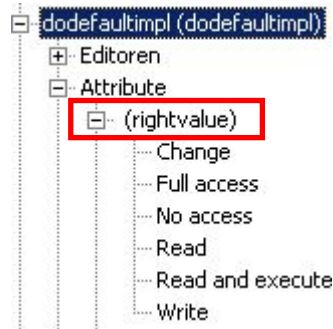 dodefaultimpl (dodefaultimpl)
Editoren
Attribute
(rightvalue)
Change
Full access
No access
Read
Read and execute
Write